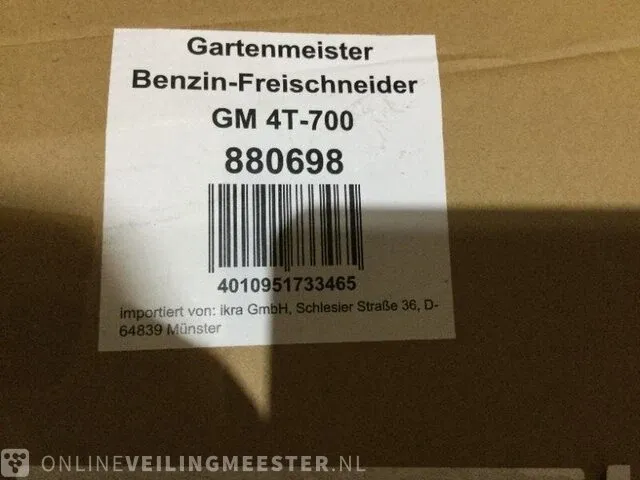 Gartenmeister
Benzin-Freischneider
GM 4T-700
880698
4010951733465
importiert von: ikra GmbH, Schlesier Straße 36, D-
64839 Münster
ONLINEVEILINGMEESTER.NL